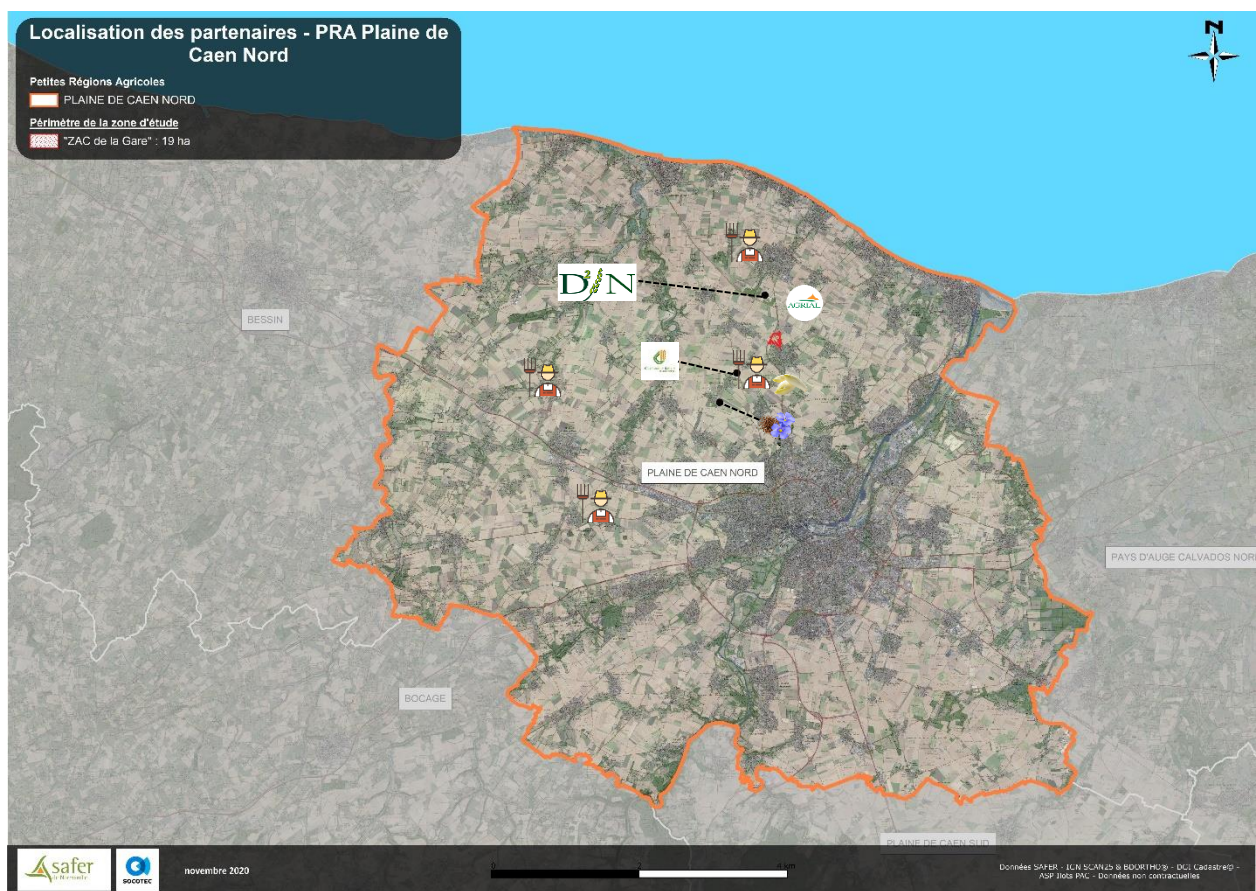 Localisation des partenaires - PRA Plaine de
Caen Nord
Petites Régions Agricoles
PLAINE DE CAEN NORD
Périmètre de la zone d'étude
"ZAC de la Gare" : 19 ha
N
D2N
AGRIAL
BESSIN
PLAINE DE CAEN NORD
PAYS D'AUGE CALVADOS NORD
BOCAGE
PLAINE DE CAEN SUD
safer
de Normandie
SOCOTEC
novembre 2020
0 2 4 km
Données SAFER - IGN SCAN25 & BDORTHO® - DGI Cadastre© -
ASP Ilots PAC - Données non contractuelles